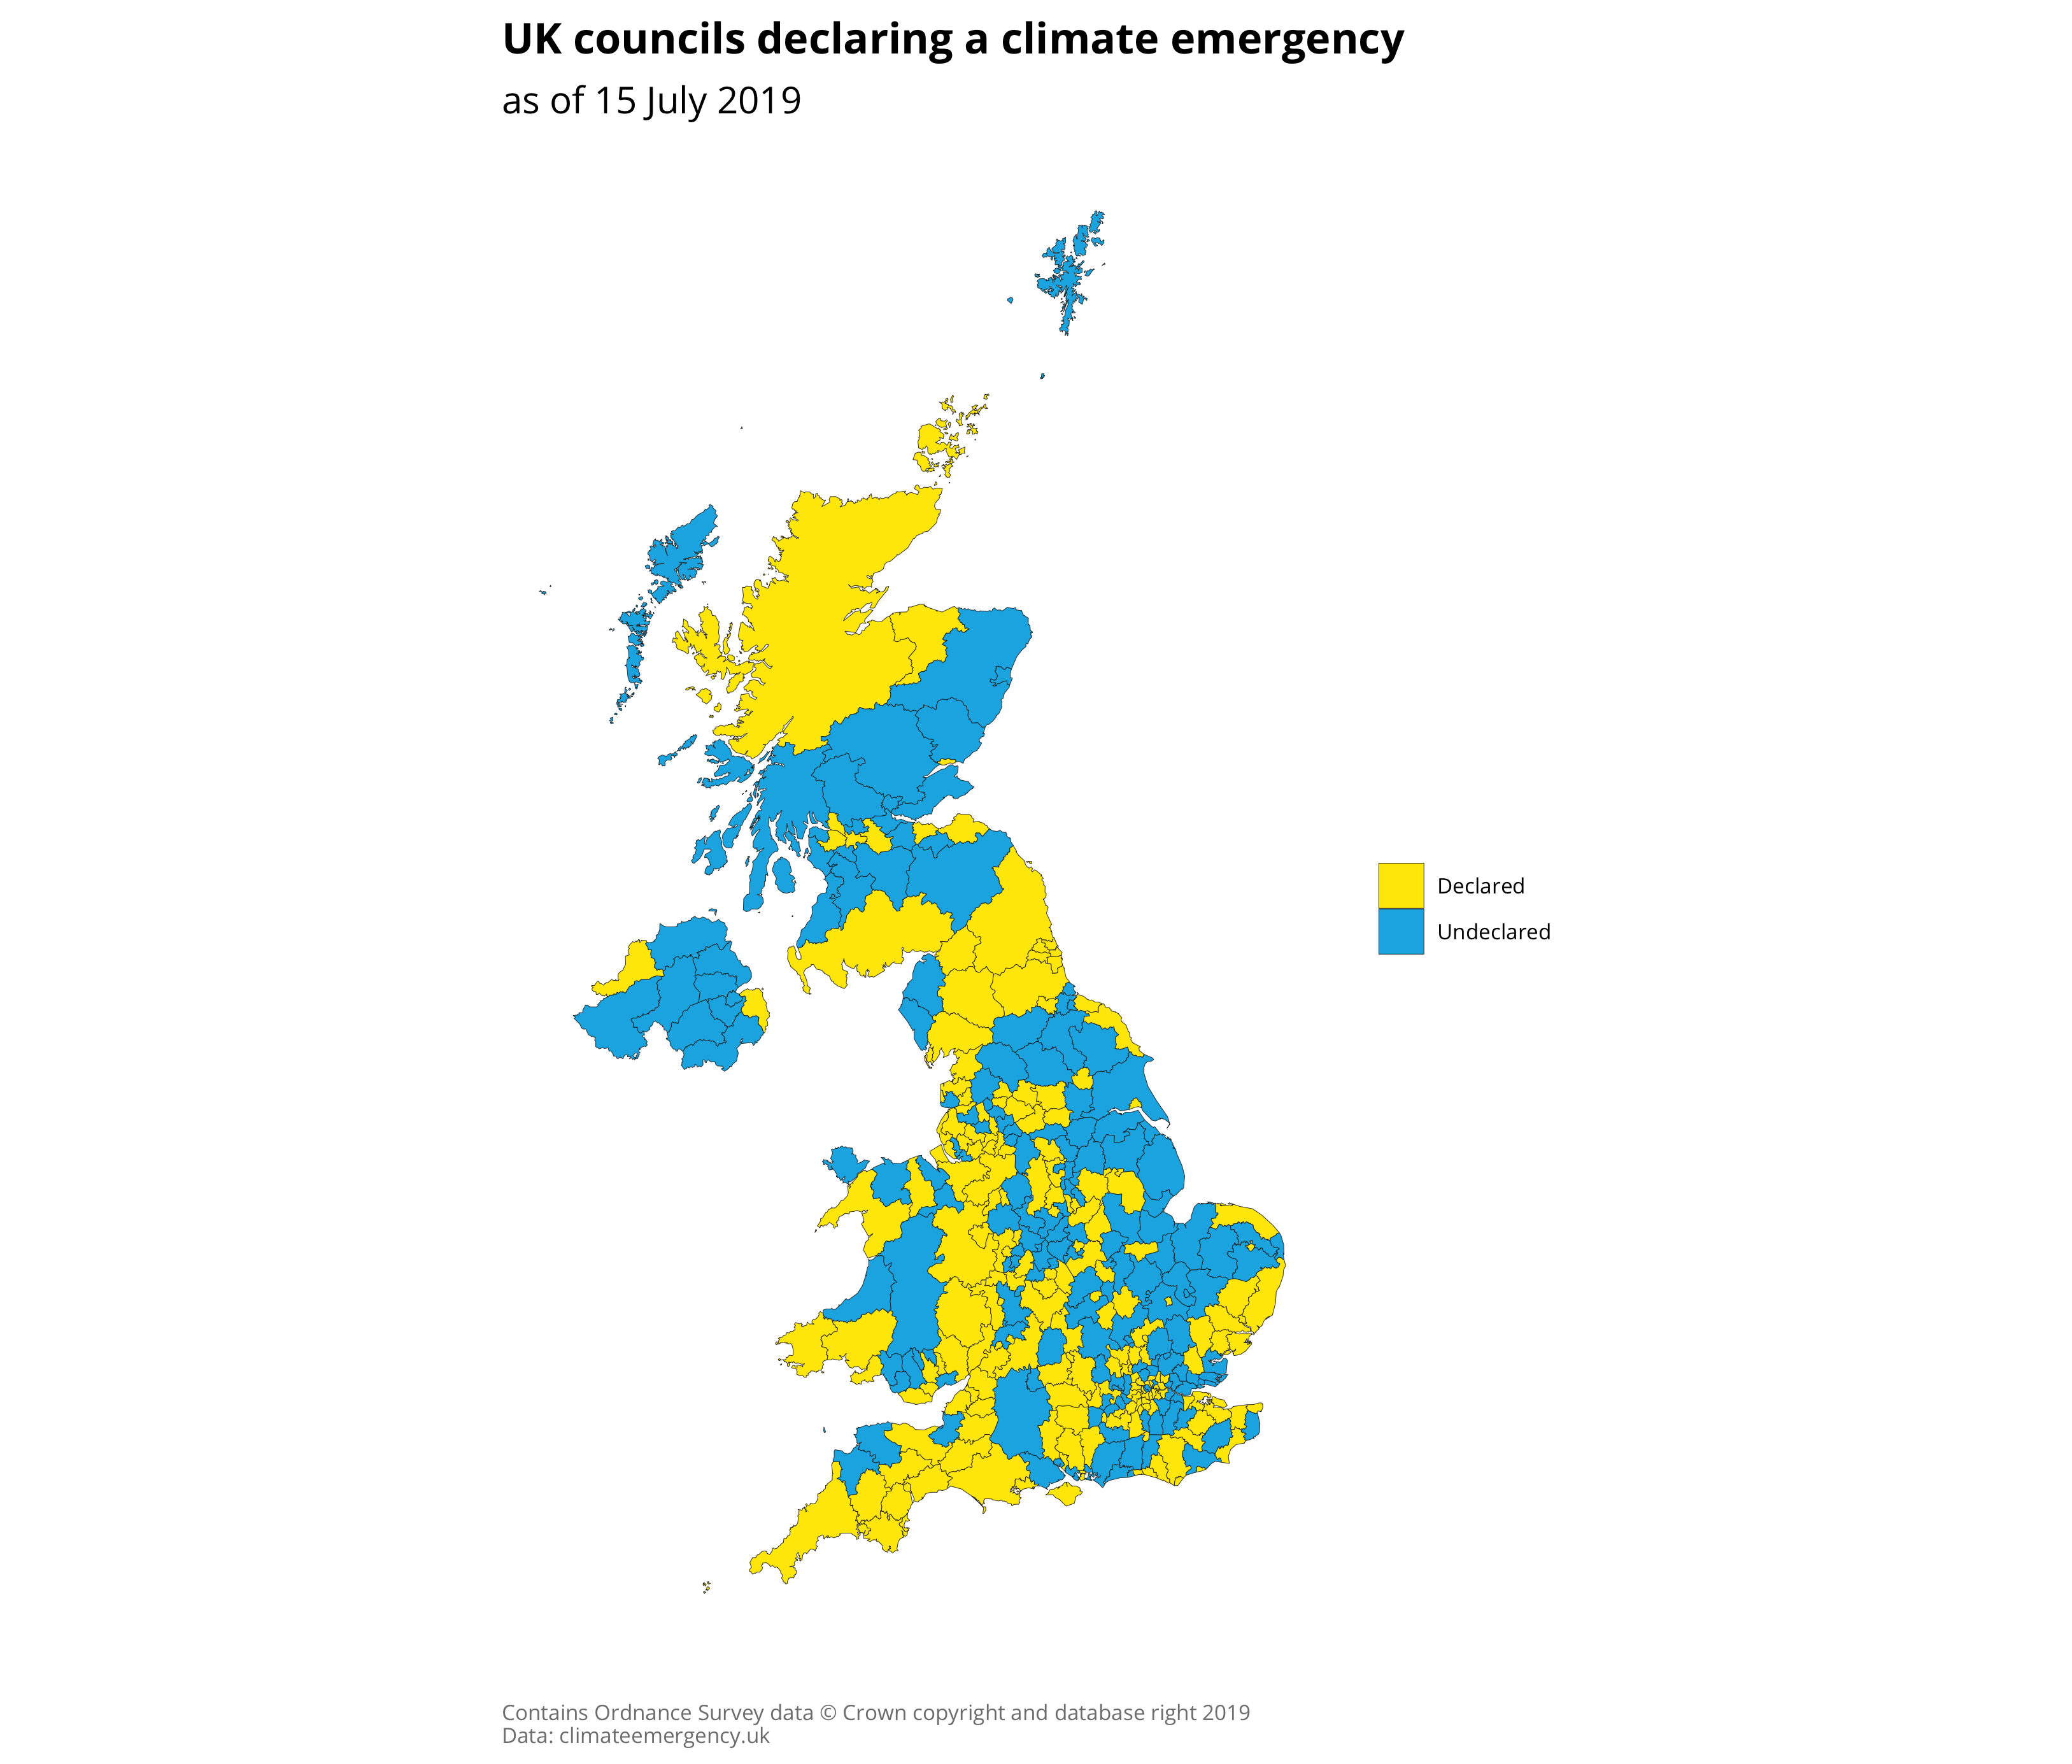 UK councils declaring a climate emergency
as of 15 July 2019
Declared
Undeclared
Contains Ordnance Survey data © Crown copyright and database right 2019
Data: climateemergency.uk